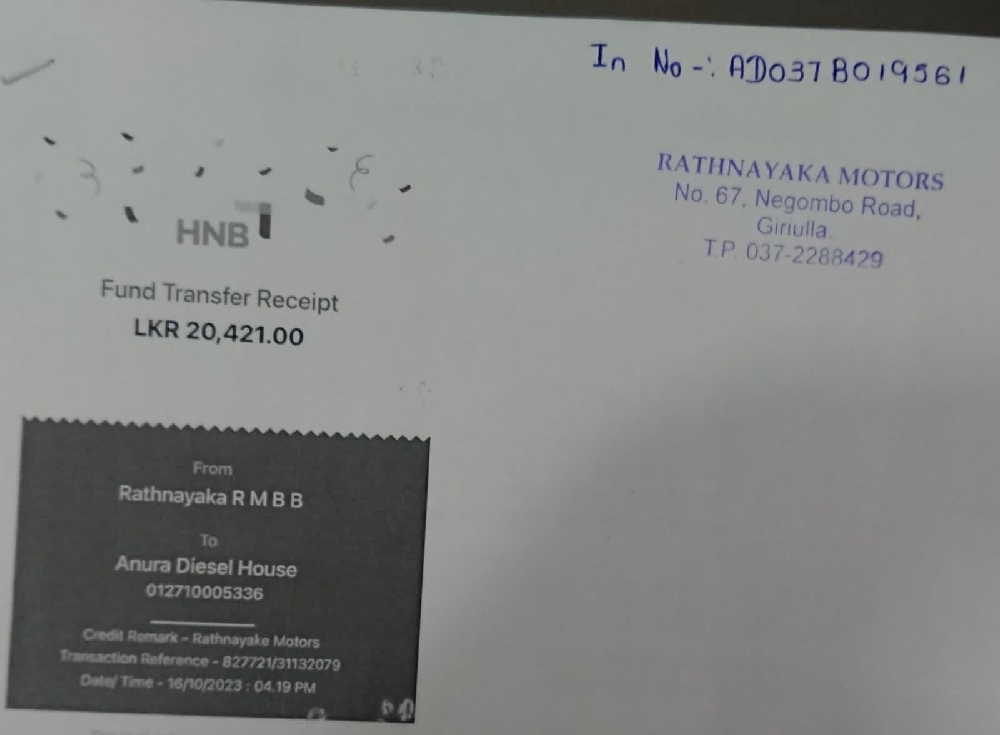 In No -: AD037B019561
RATHNAYAKA MOTORS
No. 67, Negombo Road,
Giriulla.
T.P. 037-2288429
HNB
Fund Transfer Receipt
LKR 20,421.00
From
Rathnayaka R M B B
To
Anura Diesel House
012710005336
Credit Remark - Rathnayake Motors
Transaction Reference - 827721/31132079
Date/ Time - 16/10/2023 : 04.19 PM